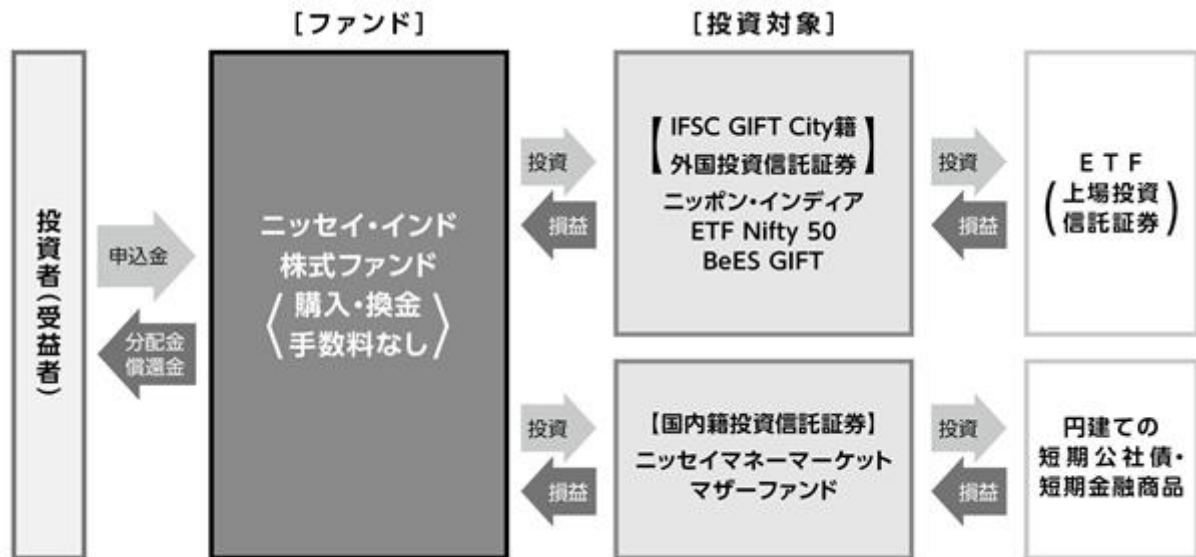 [ファンド]
[投資対象]
投資者(受益者)
申込金
分配金
償還金
ニッセイ・インド
株式ファンド
〈購入・換金
手数料なし〉
投資
損益
【IFSC GIFT City籍
外国投資信託証券】
ニッポン・インディア
ETF Nifty 50
BeES GIFT
投資
損益
ETF
(上場投資
信託証券)
投資
損益
【国内籍投資信託証券】
ニッセイマネーマーケット
マザーファンド
投資
損益
円建ての
短期公社債・
短期金融商品